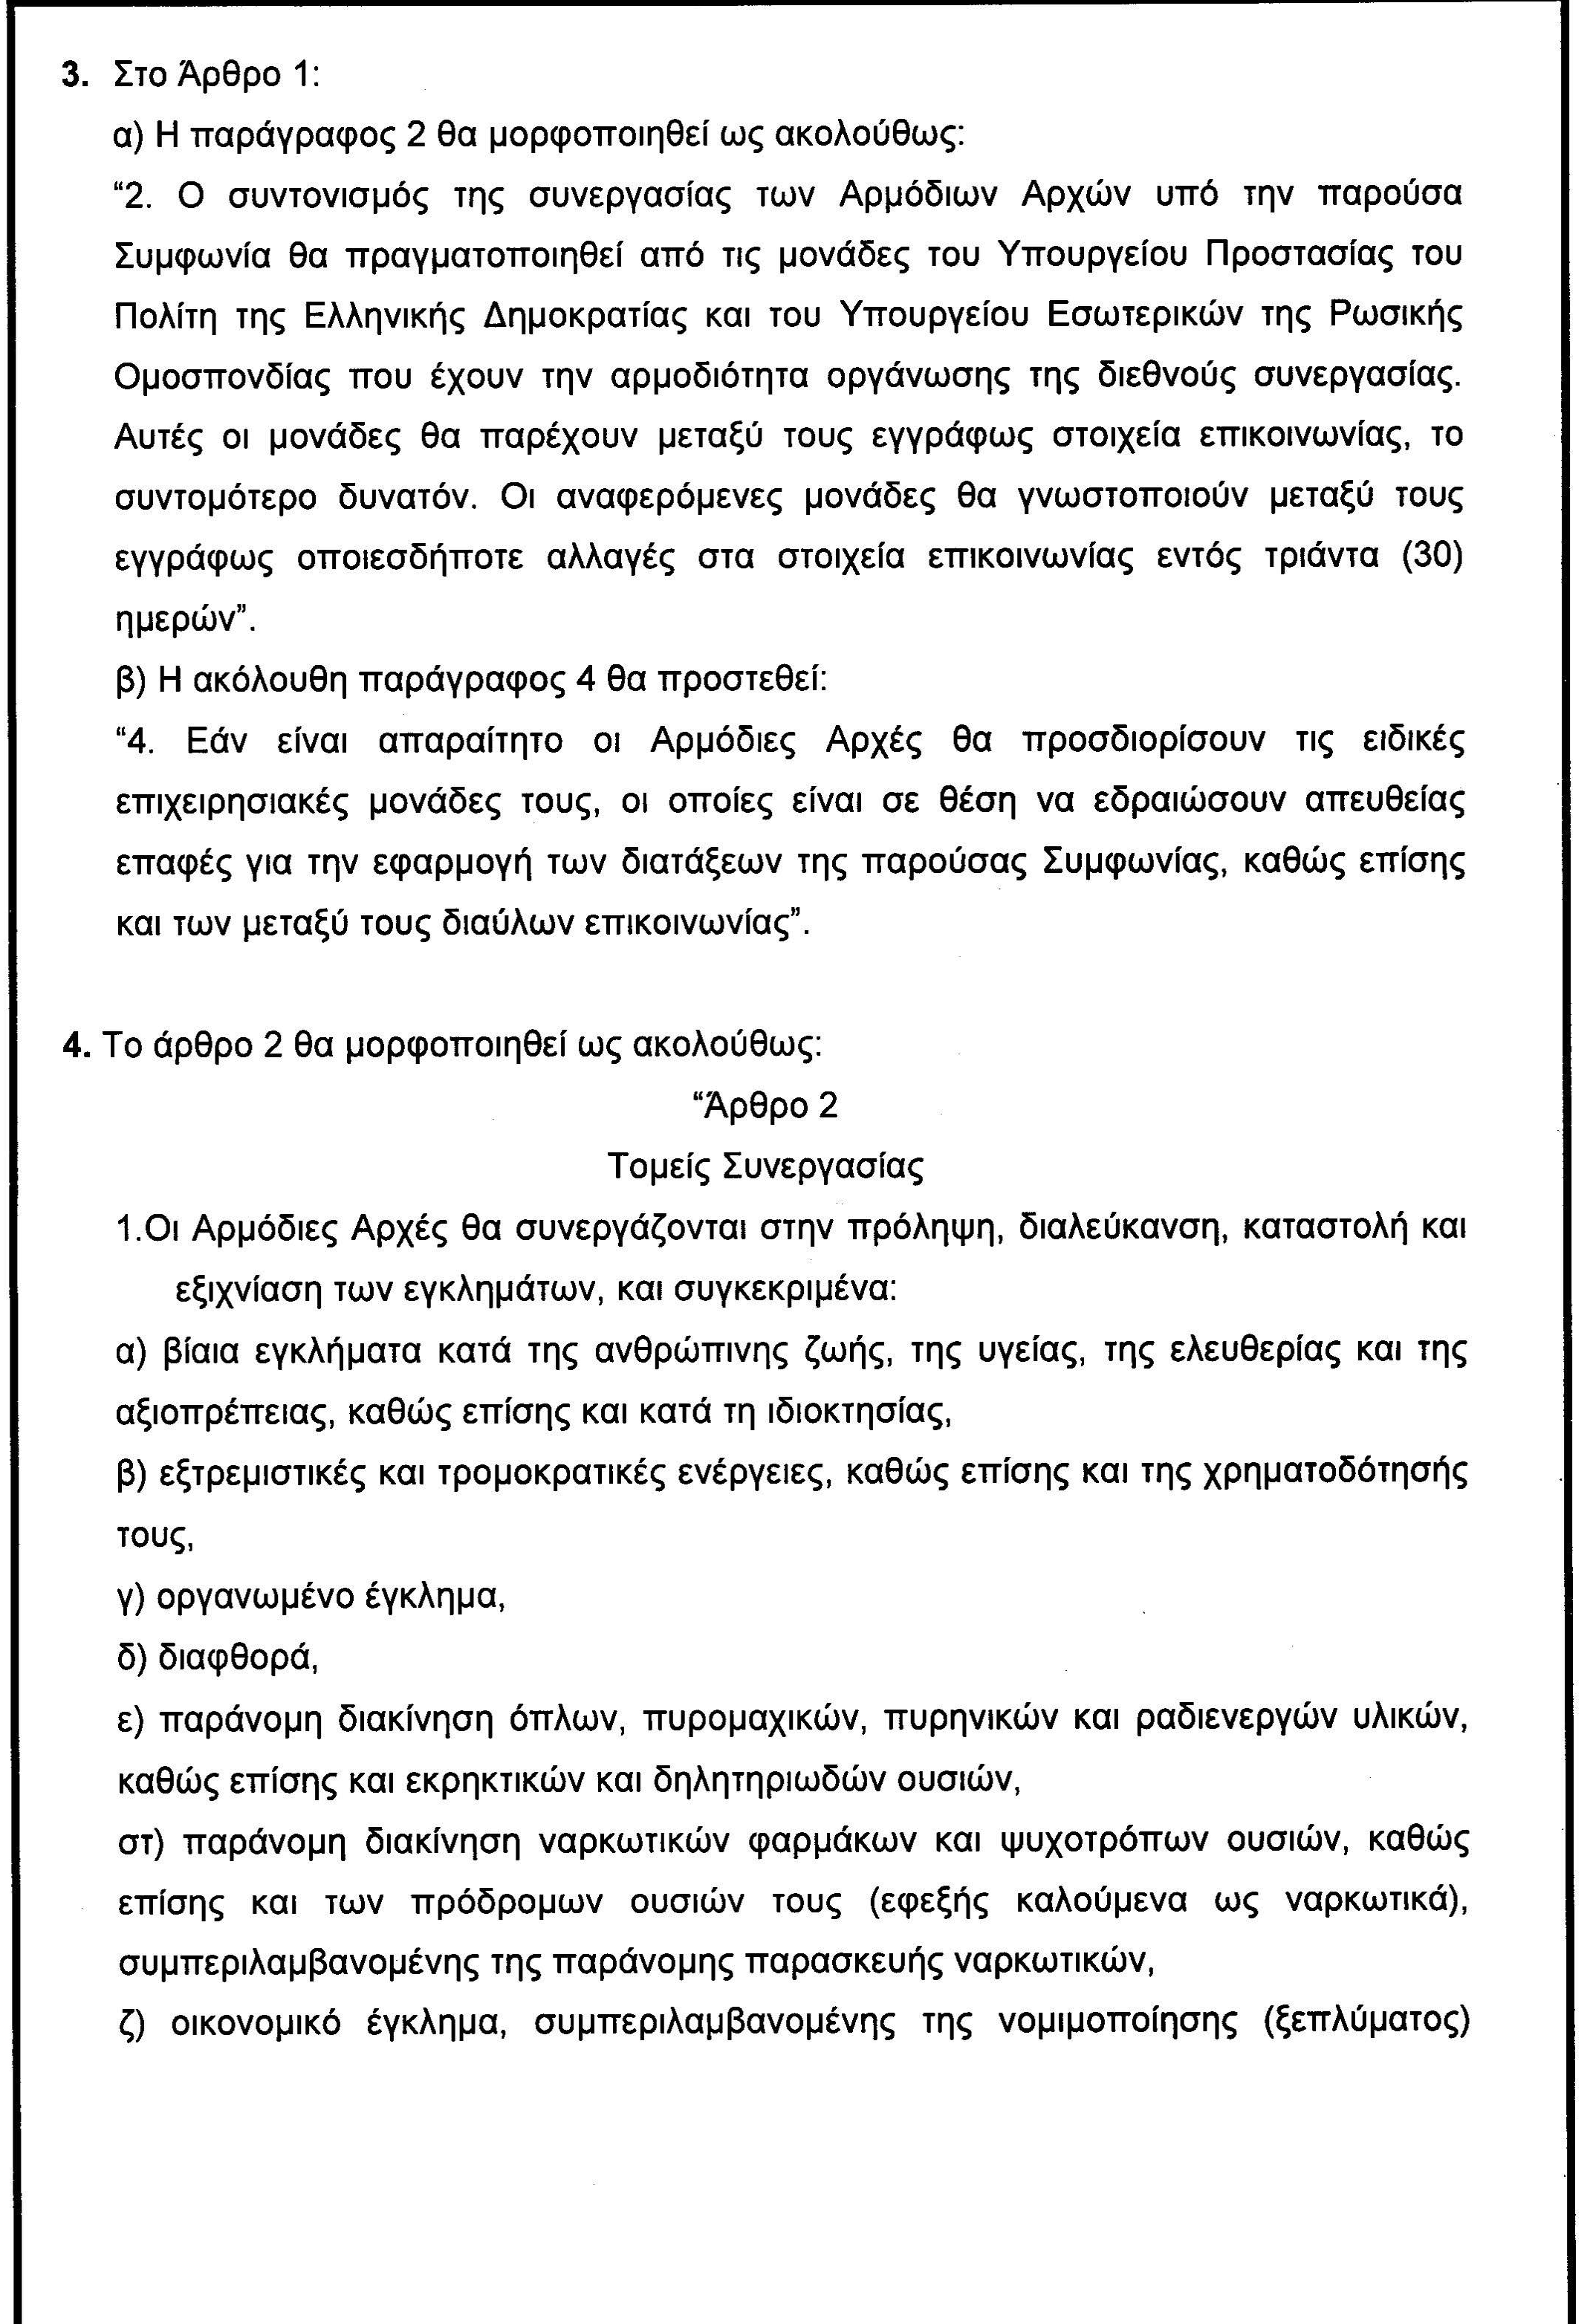 3. Στο Άρθρο 1:
α) Η παράγραφος 2 θα μορφοποιηθεί ως ακολούθως:
“2. Ο συντονισμός της συνεργασίας των Αρμόδιων Αρχών υπό την παρούσα
Συμφωνία θα πραγματοποιηθεί από τις μονάδες του Υπουργείου Προστασίας του
Πολίτη της Ελληνικής Δημοκρατίας και του Υπουργείου Εσωτερικών της Ρωσικής
Ομοσπονδίας που έχουν την αρμοδιότητα οργάνωσης της διεθνούς συνεργασίας.
Αυτές οι μονάδες θα παρέχουν μεταξύ τους εγγράφως στοιχεία επικοινωνίας, το
συντομότερο δυνατόν. Οι αναφερόμενες μονάδες θα γνωστοποιούν μεταξύ τους
εγγράφως οποιεσδήποτε αλλαγές στα στοιχεία επικοινωνίας εντός τριάντα (30)
ημερών”.
β) Η ακόλουθη παράγραφος 4 θα προστεθεί:
“4. Εάν είναι απαραίτητο οι Αρμόδιες Αρχές θα προσδιορίσουν τις ειδικές
επιχειρησιακές μονάδες τους, οι οποίες είναι σε θέση να εδραιώσουν απευθείας
επαφές για την εφαρμογή των διατάξεων της παρούσας Συμφωνίας, καθώς επίσης
και των μεταξύ τους διαύλων επικοινωνίας”.
4. Το άρθρο 2 θα μορφοποιηθεί ως ακολούθως:
“Άρθρο 2
Τομείς Συνεργασίας
1.Οι Αρμόδιες Αρχές θα συνεργάζονται στην πρόληψη, διαλεύκανση, καταστολή και
εξιχνίαση των εγκλημάτων, και συγκεκριμένα:
α) βίαια εγκλήματα κατά της ανθρώπινης ζωής, της υγείας, της ελευθερίας και της
αξιοπρέπειας, καθώς επίσης και κατά τη ιδιοκτησίας,
β) εξτρεμιστικές και τρομοκρατικές ενέργειες, καθώς επίσης και της χρηματοδότησής
τους,
γ) οργανωμένο έγκλημα,
δ) διαφθορά,
ε) παράνομη διακίνηση όπλων, πυρομαχικών, πυρηνικών και ραδιενεργών υλικών,
καθώς επίσης και εκρηκτικών και δηλητηριωδών ουσιών,
στ) παράνομη διακίνηση ναρκωτικών φαρμάκων και ψυχοτρόπων ουσιών, καθώς
επίσης και των πρόδρομων ουσιών τους (εφεξής καλούμενα ως ναρκωτικά),
συμπεριλαμβανομένης της παράνομης παρασκευής ναρκωτικών,
ζ) οικονομικό έγκλημα, συμπεριλαμβανομένης της νομιμοποίησης (ξεπλύματος)